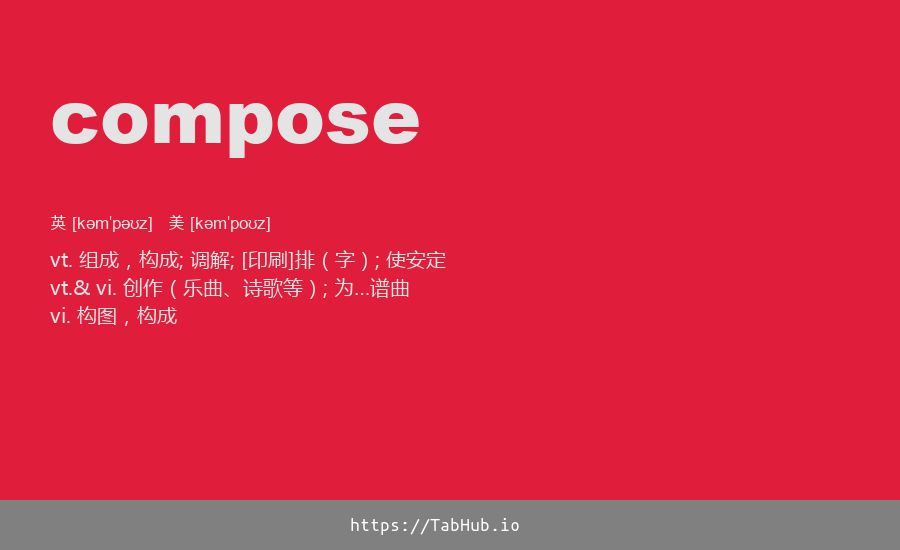 compose
英 [kəm'pəʊz] 美 [kəm'poʊz]
vt. 组成，构成; 调解; [印刷]排（字）; 使安定
vt.& vi. 创作（乐曲、诗歌等）; 为…谱曲
vi. 构图，构成
https://TabHub.io